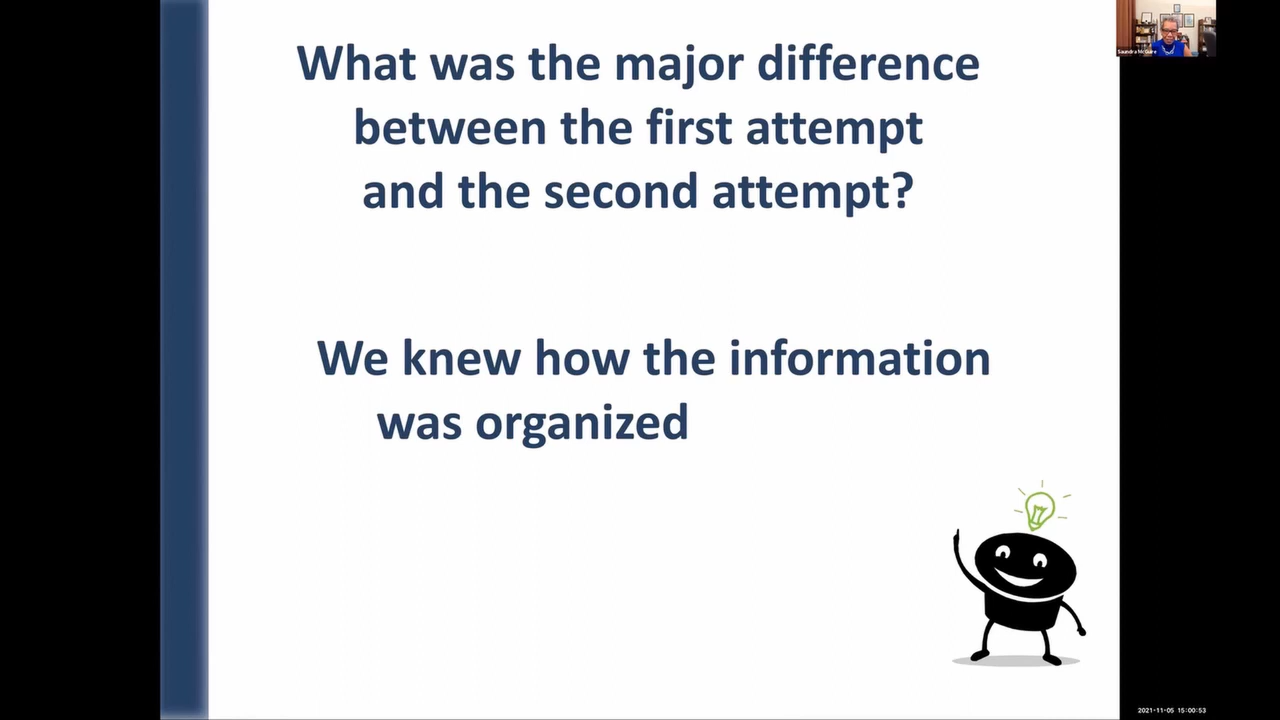 Saundra McGuire
What was the major difference
between the first attempt
and the second attempt?
We knew how the information
was organized
2021-11-05 15:00:53